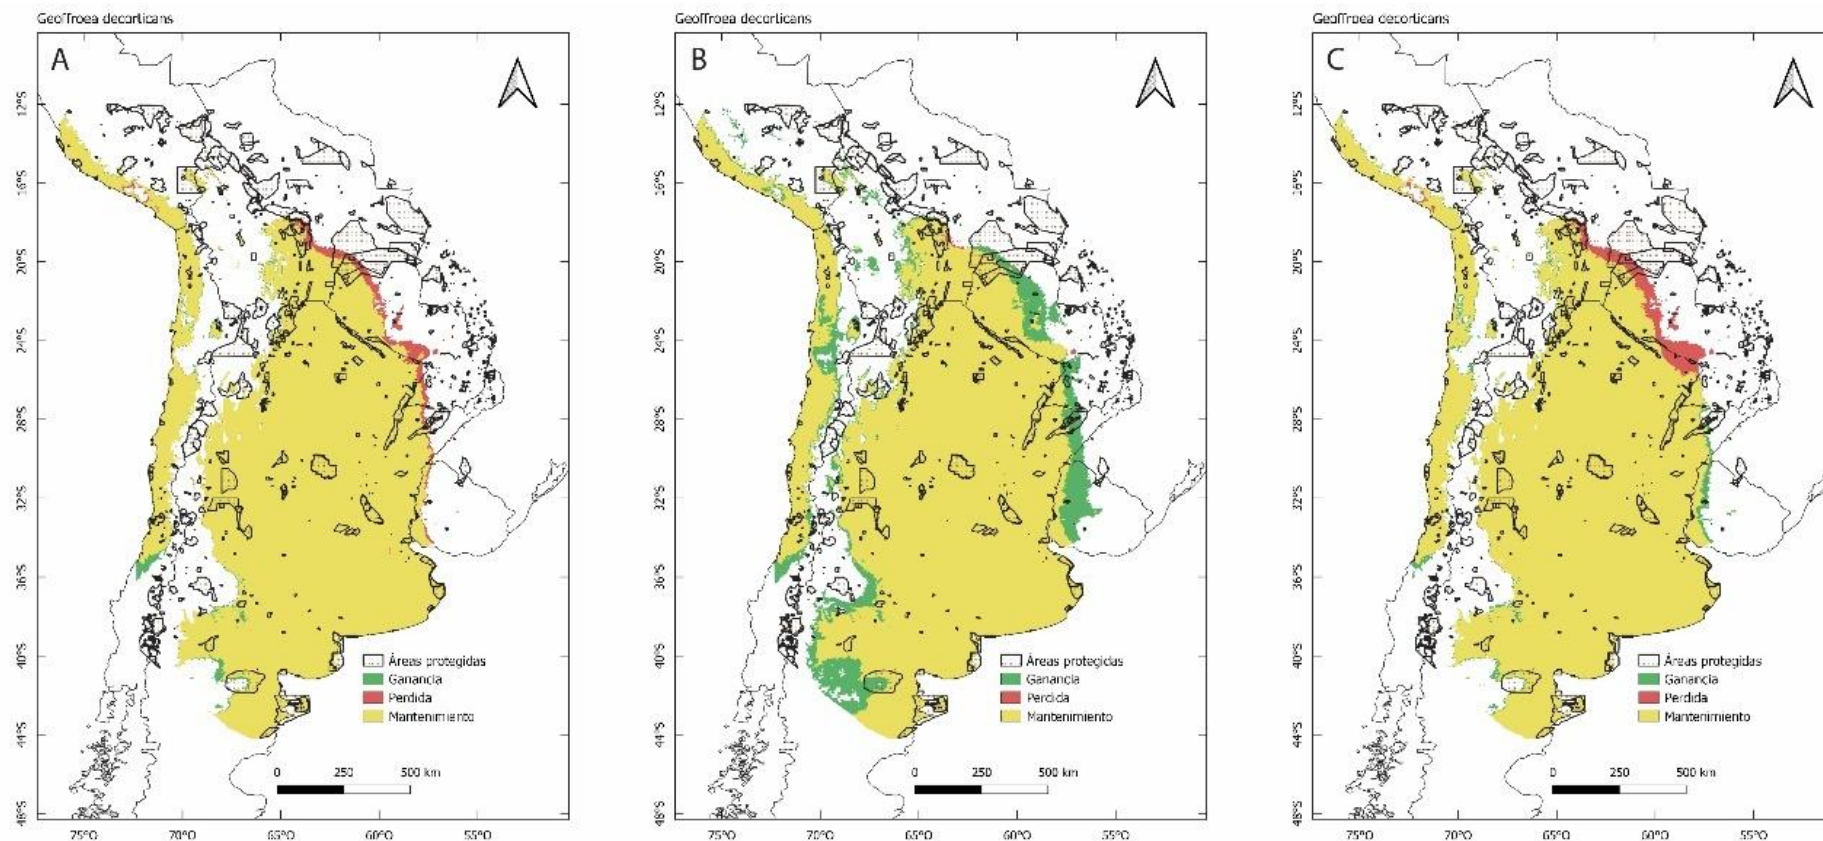 Geoffroea decorticans
A
12°S
16°S
20°S
24°S
28°S
32°S
36°S
40°S
44°S
48°S
Áreas protegidas
Ganancia
Perdida
Mantenimiento
0 250 500 km
75°O 70°O 65°O 60°O 55°O
Geoffroea decorticans
B
12°S
16°S
20°S
24°S
28°S
32°S
36°S
40°S
44°S
48°S
Áreas protegidas
Ganancia
Perdida
Mantenimiento
0 250 500 km
75°O 70°O 65°O 60°O 55°O
Geoffroea decorticans
C
12°S
16°S
20°S
24°S
28°S
32°S
36°S
40°S
44°S
48°S
Áreas protegidas
Ganancia
Perdida
Mantenimiento
0 250 500 km
75°O 70°O 65°O 60°O 55°O